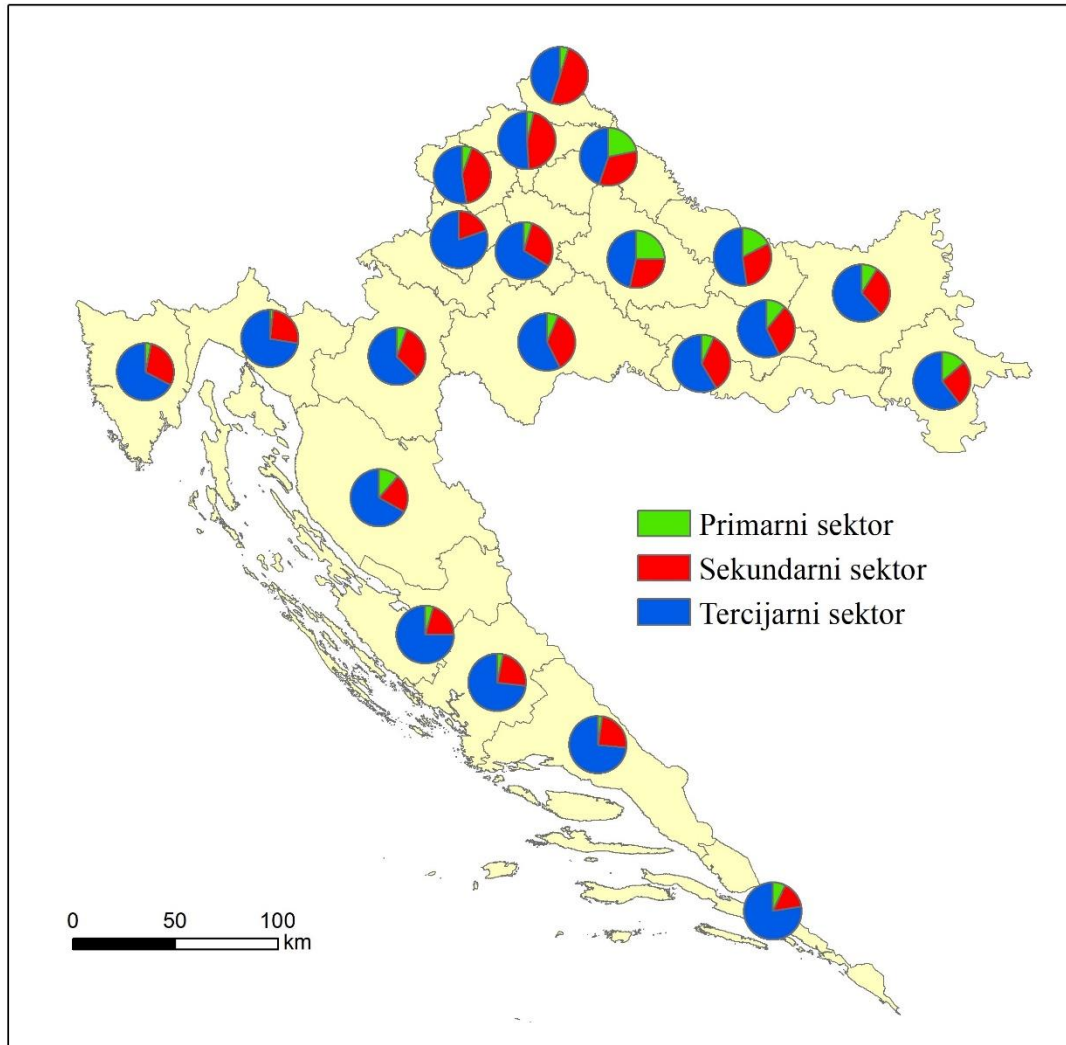 Primarni sektor
Sekundarni sektor
Tercijarni sektor
0 50 100
km